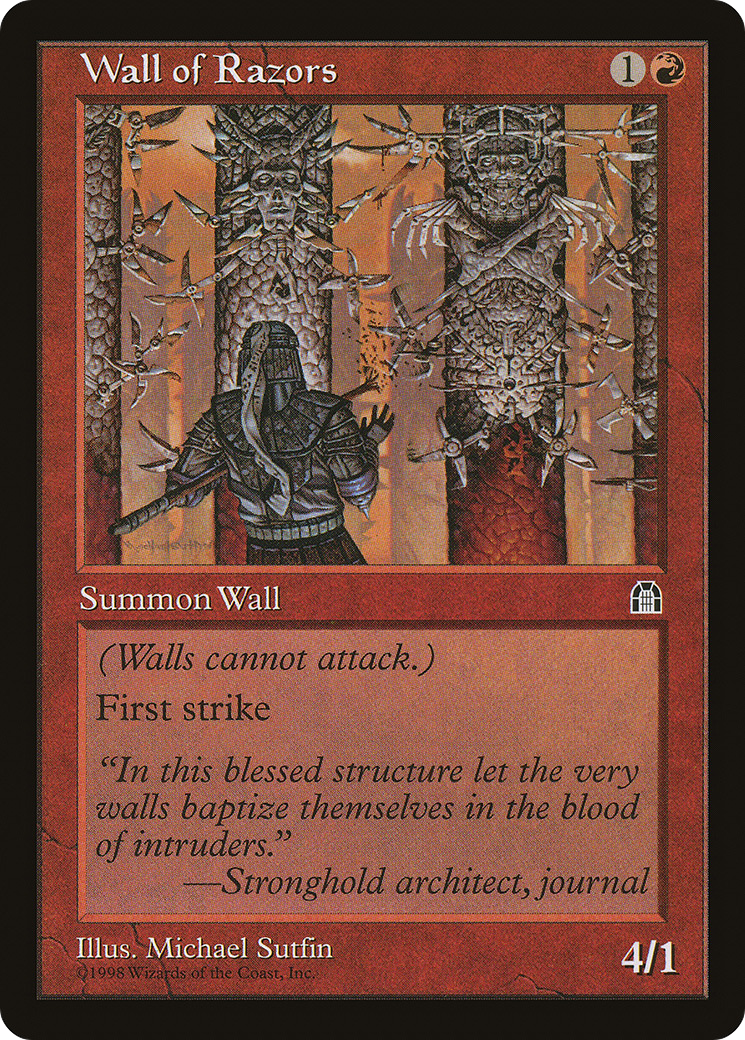 Wall of Razors 1
Summon Wall
(Walls cannot attack.)
First strike
“In this blessed structure let the very
walls baptize themselves in the blood
of intruders.”
—Stronghold architect, journal
Illus. Michael Sutfin
©1998 Wizards of the Coast, Inc.
4/1